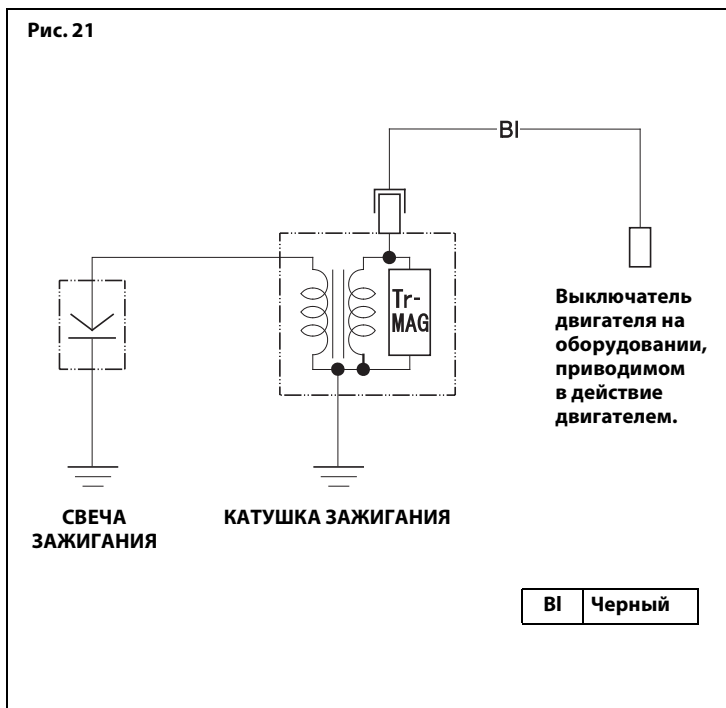 Рис. 21
Bl
Tr-
MAG
Выключатель
двигателя на
оборудовании,
приводимом
в действие
двигателем.
СВЕЧА
ЗАЖИГАНИЯ
КАТУШКА ЗАЖИГАНИЯ
Bl Черный